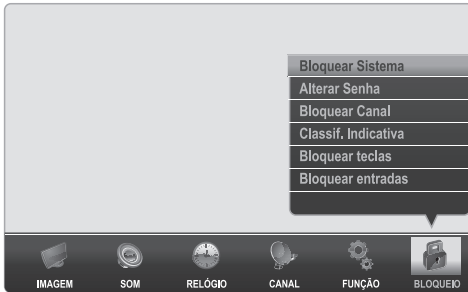 Bloquear Sistema
Alterar Senha
Bloquear Canal
Classif. Indicativa
Bloquear teclas
Bloquear entradas
IMAGEM SOM RELÓGIO CANAL FUNÇÃO BLOQUEIO